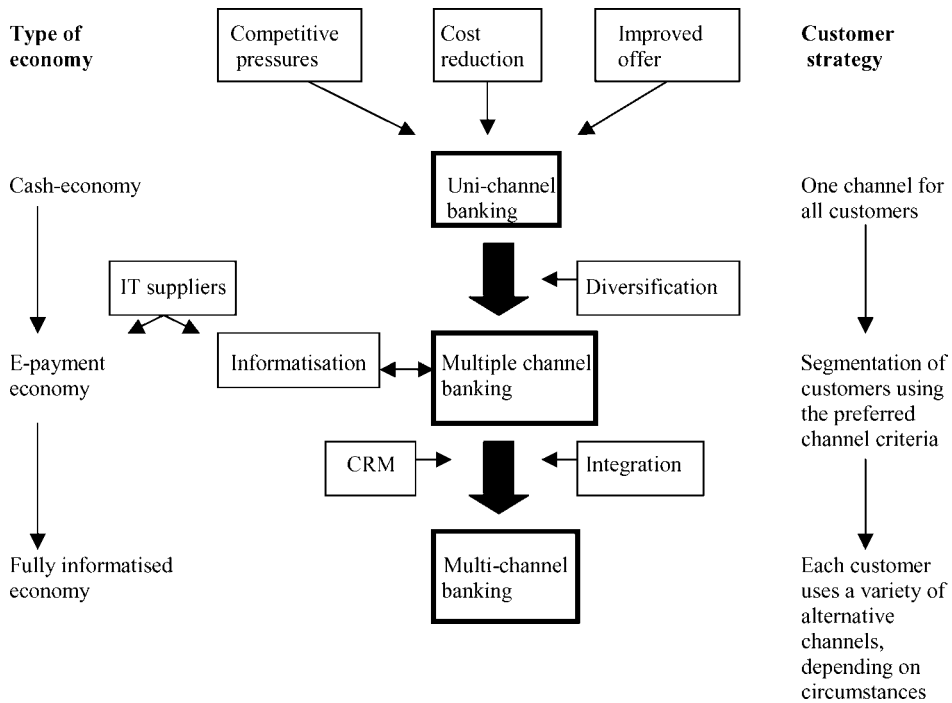 Type of
economy
Competitive
pressures
Cost
reduction
Improved
offer
Customer
strategy
Cash-economy
Uni-channel
banking
One channel for
all customers
IT suppliers
Diversification
E-payment
economy
Informatisation
Multiple channel
banking
Segmentation of
customers using
the preferred
channel criteria
CRM
Integration
Fully informatised
economy
Multi-channel
banking
Each customer
uses a variety of
alternative
channels,
depending on
circumstances